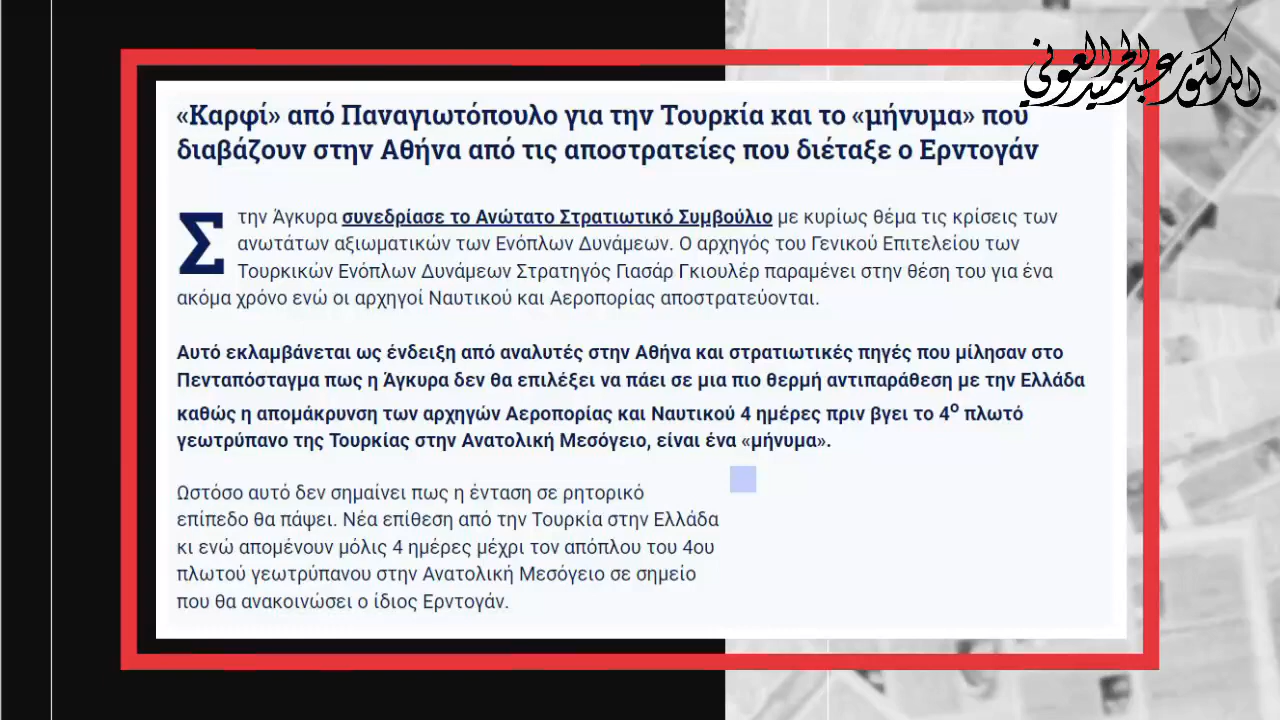 الدكتور عبدالحميد العوني
«Καρφί» από Παναγιωτόπουλο για την Τουρκία και το «μήνυμα» που
διαβάζουν στην Αθήνα από τις αποστρατείες που διέταξε ο Ερντογάν
Στην Άγκυρα συνεδρίασε το Ανώτατο Στρατιωτικό Συμβούλιο με κυρίως θέμα τις κρίσεις των
ανωτάτων αξιωματικών των Ενόπλων Δυνάμεων. Ο αρχηγός του Γενικού Επιτελείου των
Τουρκικών Ενόπλων Δυνάμεων Στρατηγός Γιασάρ Γκιουλέρ παραμένει στην θέση του για ένα
ακόμα χρόνο ενώ οι αρχηγοί Ναυτικού και Αεροπορίας αποστρατεύονται.
Αυτό εκλαμβάνεται ως ένδειξη από αναλυτές στην Αθήνα και στρατιωτικές πηγές που μίλησαν στο
Πενταπόσταγμα πως η Άγκυρα δεν θα επιλέξει να πάει σε μια πιο θερμή αντιπαράθεση με την Ελλάδα
καθώς η απομάκρυνση των αρχηγών Αεροπορίας και Ναυτικού 4 ημέρες πριν βγει το 4ο πλωτό
γεωτρύπανο της Τουρκίας στην Ανατολική Μεσόγειο, είναι ένα «μήνυμα».
Ωστόσο αυτό δεν σημαίνει πως η ένταση σε ρητορικό
επίπεδο θα πάψει. Νέα επίθεση από την Τουρκία στην Ελλάδα
κι ενώ απομένουν μόλις 4 ημέρες μέχρι τον απόπλου του 4ου
πλωτού γεωτρύπανου στην Ανατολική Μεσόγειο σε σημείο
που θα ανακοινώσει ο ίδιος Ερντογάν.